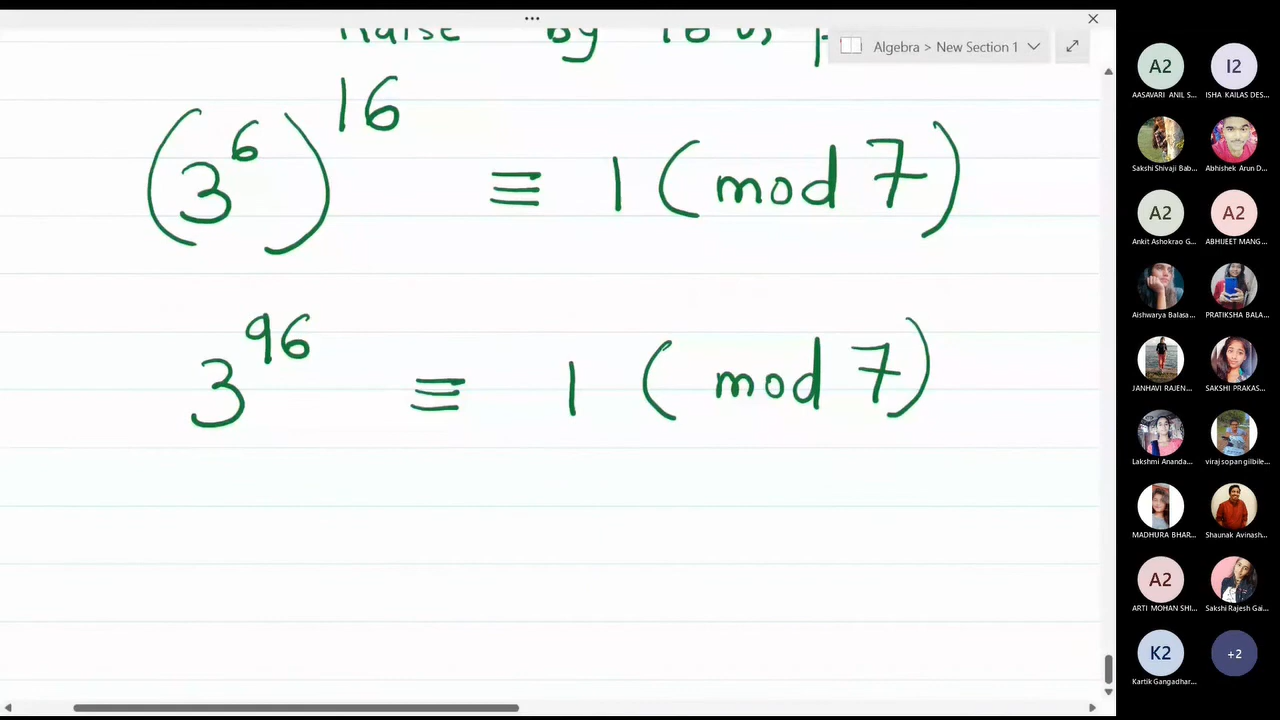 Raise by 16
Algebra > New Section 1
(3^6)^16 ≡ 1 (mod 7)
3^96 ≡ 1 (mod 7)
A2
AASAVARI ANIL S...
I2
ISHA KAILAS DES...
Sakshi Shivaji Bab...
Abhishek Arun D...
A2
Ankit Ashokrao G...
A2
ABHIJEET MANG...
Aishwarya Balasa...
PRATIKSHA BALA...
JANHAVI RAJEN...
SAKSHI PRAKAS...
Lakshmi Ananda...
viraj sopan gilbile...
MADHURA BHAR...
Shaunak Avinash...
A2
ARTI MOHAN SHI...
Sakshi Rajesh Gai...
K2
Kartik Gangadhar...
+2